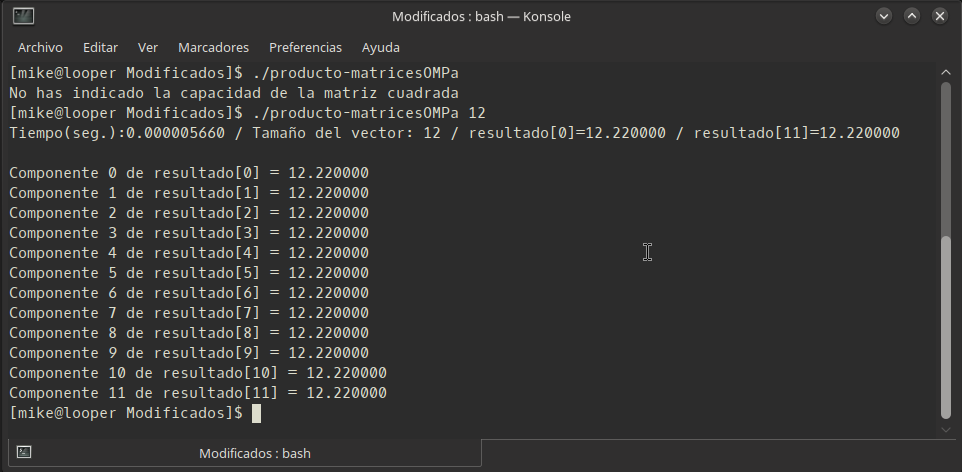 Modificados : bash — Konsole
Archivo Editar Ver Marcadores Preferencias Ayuda
[mike@looper Modificados]$ ./producto-matricesOMPa
No has indicado la capacidad de la matriz cuadrada
[mike@looper Modificados]$ ./producto-matricesOMPa 12
Tiempo(seg.):0.000005660 / Tamaño del vector: 12 / resultado[0]=12.220000 / resultado[11]=12.220000
Componente 0 de resultado[0] = 12.220000
Componente 1 de resultado[1] = 12.220000
Componente 2 de resultado[2] = 12.220000
Componente 3 de resultado[3] = 12.220000
Componente 4 de resultado[4] = 12.220000
Componente 5 de resultado[5] = 12.220000
Componente 6 de resultado[6] = 12.220000
Componente 7 de resultado[7] = 12.220000
Componente 8 de resultado[8] = 12.220000
Componente 9 de resultado[9] = 12.220000
Componente 10 de resultado[10] = 12.220000
Componente 11 de resultado[11] = 12.220000
[mike@looper Modificados]$
Modificados : bash